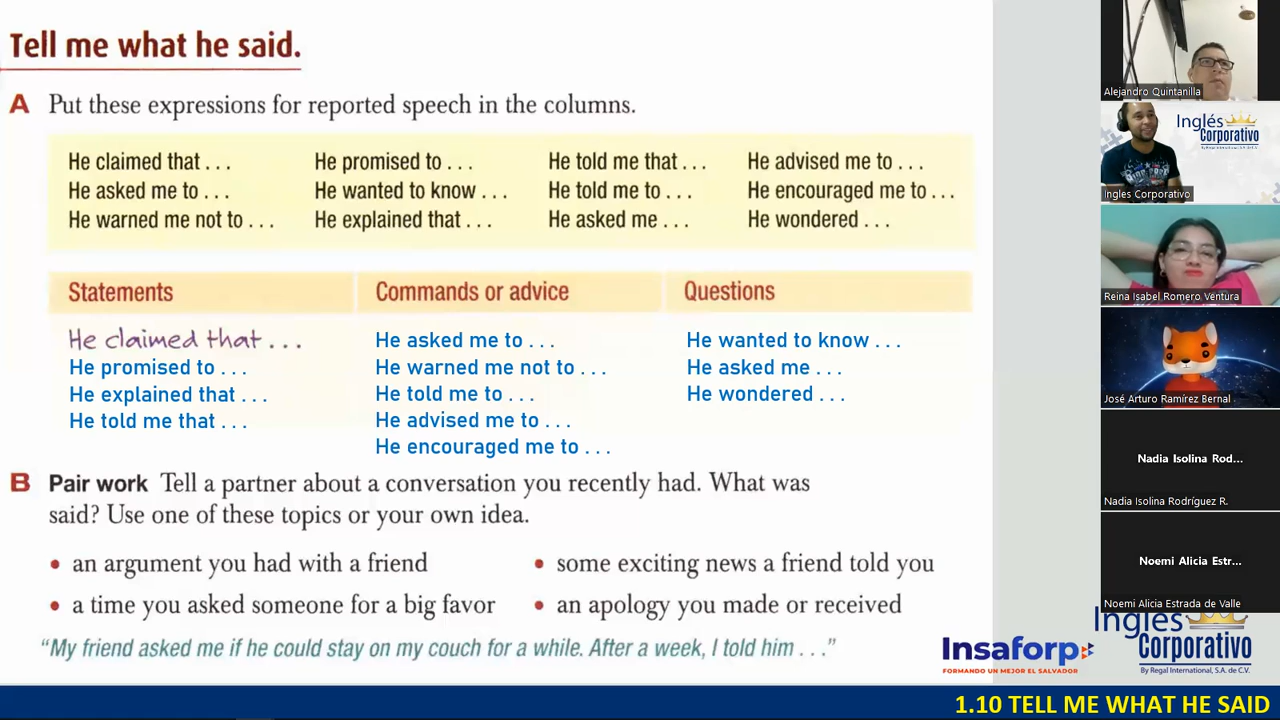 Tell me what he said.
A Put these expressions for reported speech in the columns.
He claimed that . . . He promised to . . . He told me that . . . He advised me to . . .
He asked me to . . . He wanted to know . . . He told me to . . . He encouraged me to . . .
He warned me not to . . . He explained that . . . He asked me . . . He wondered . . .
Statements Commands or advice Questions
He claimed that . . . He asked me to . . . He wanted to know . . .
He promised to . . . He warned me not to . . . He asked me . . .
He explained that . . . He told me to . . . He wondered . . .
He told me that . . . He advised me to . . .
He encouraged me to . . .
B Pair work Tell a partner about a conversation you recently had. What was
said? Use one of these topics or your own idea.
• an argument you had with a friend • some exciting news a friend told you
• a time you asked someone for a big favor • an apology you made or received
“My friend asked me if he could stay on my couch for a while. After a week, I told him . . .”
Insaforp
FORMANDO UN MEJOR EL SALVADOR
Inglés
Corporativo
By Regal International, S.A. de C.V.
1.10 TELL ME WHAT HE SAID
Alejandro Quintanilla
Inglés
Corporativo
By Regal International, S.A. de C.V.
Ingles Corporativo
Reina Isabel Romero Ventura
José Arturo Ramírez Bernal
Nadia Isolina Rod...
Nadia Isolina Rodríguez R.
Noemi Alicia Estr...
Noemi Alicia Estrada de Valle